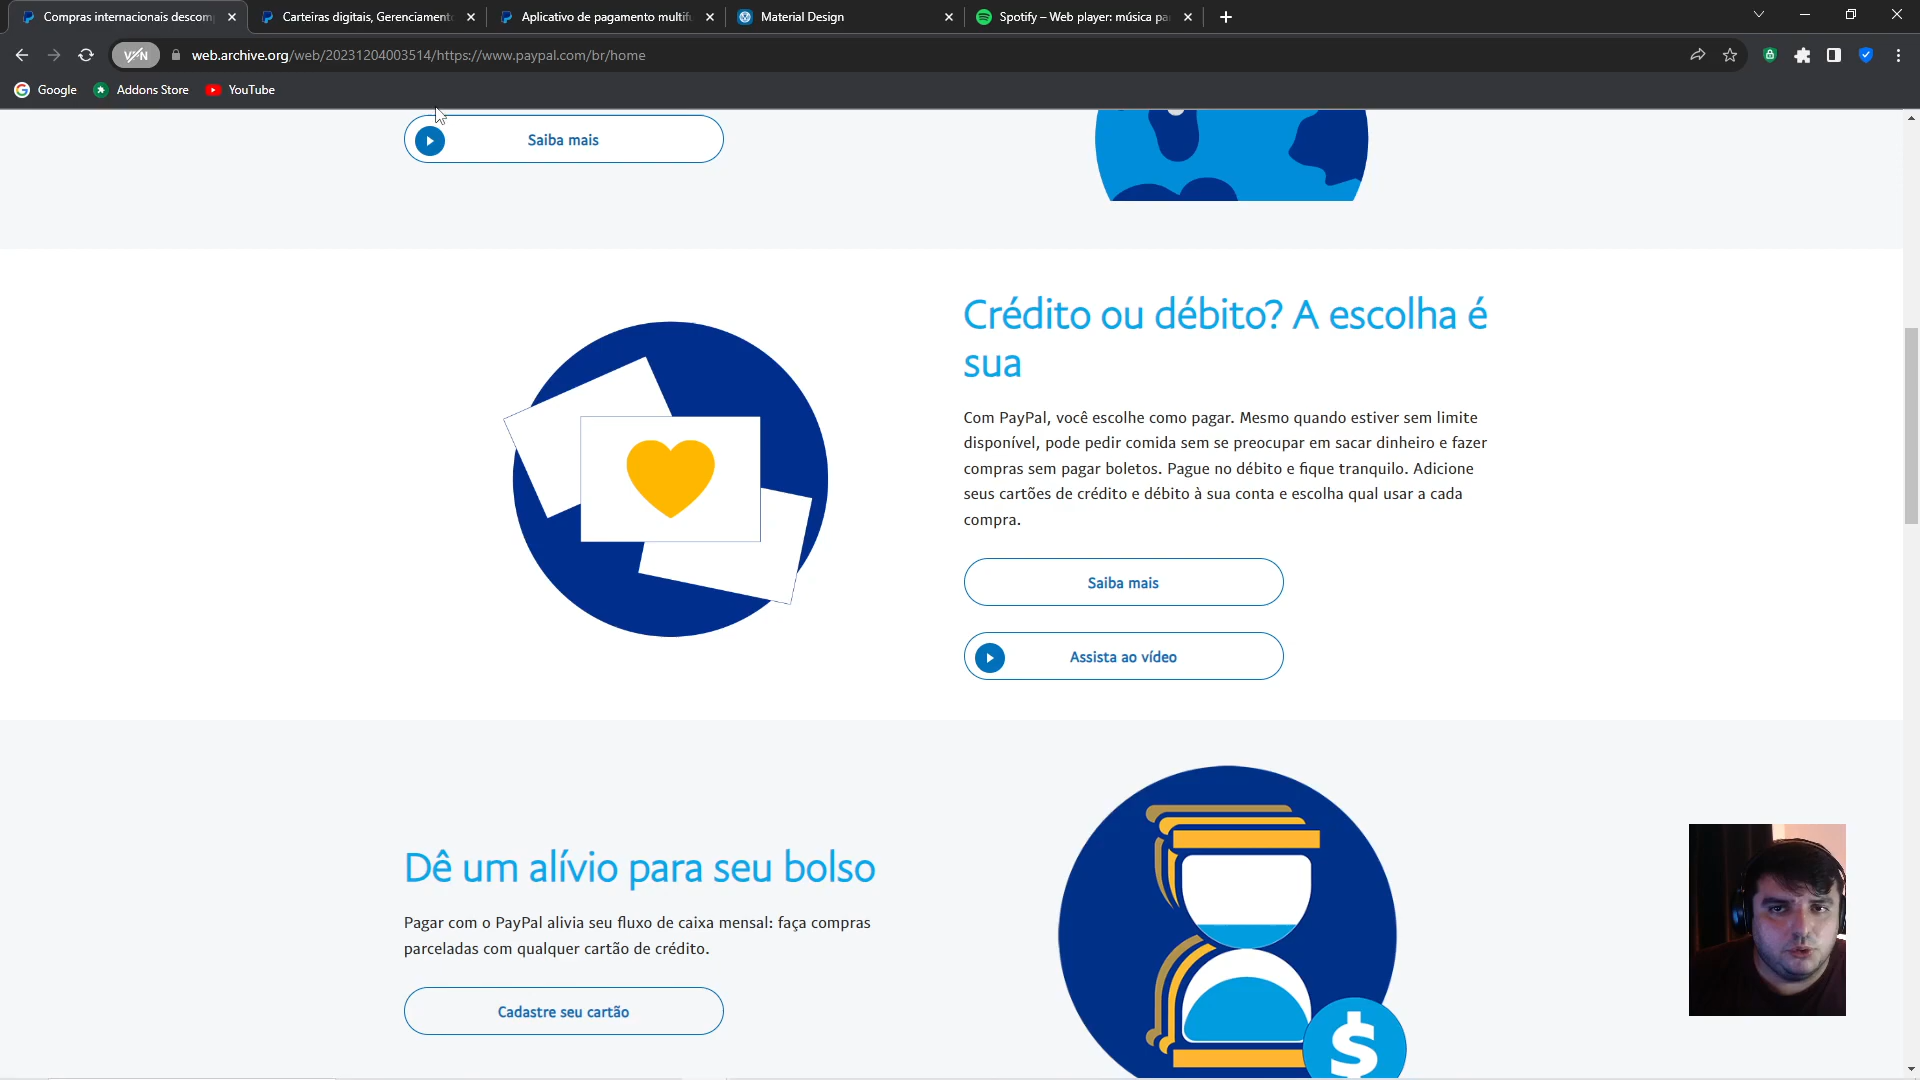 Compras internacionais descom
Carteiras digitais, Gerenciament
Aplicativo de pagamento multifu
Material Design
Spotify – Web player: música pa
VPN
web.archive.org/web/20231204003514/https://www.paypal.com/br/home
Google
Addons Store
YouTube
Saiba mais
Crédito ou débito? A escolha é
sua
Com PayPal, você escolhe como pagar. Mesmo quando estiver sem limite
disponível, pode pedir comida sem se preocupar em sacar dinheiro e fazer
compras sem pagar boletos. Pague no débito e fique tranquilo. Adicione
seus cartões de crédito e débito à sua conta e escolha qual usar a cada
compra.
Saiba mais
Assista ao vídeo
Dê um alívio para seu bolso
Pagar com o PayPal alivia seu fluxo de caixa mensal: faça compras
parceladas com qualquer cartão de crédito.
Cadastre seu cartão
$